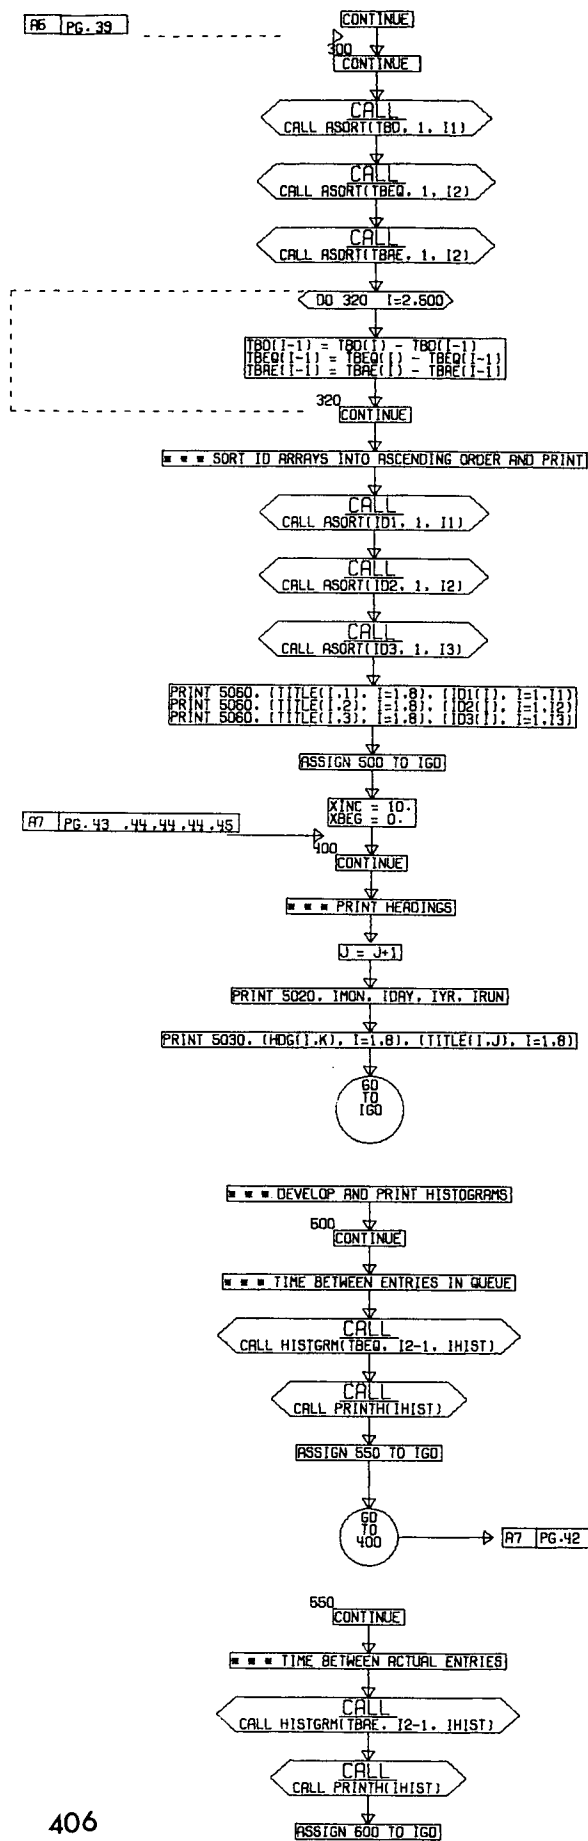 CONTINUE
A6 PG.39
300
CONTINUE
CALL
CALL ASORT(TBD, 1, I1)
CALL
CALL ASORT(TBEQ, 1, I2)
CALL
CALL ASORT(TBAE, 1, I2)
DO 320 I=2,500
TBD(I-1) = TBD(I) - TBD(I-1)
TBEQ(I-1) = TBEQ(I) - TBEQ(I-1)
TBAE(I-1) = TBAE(I) - TBAE(I-1)
320
CONTINUE
* * * SORT ID ARRAYS INTO ASCENDING ORDER AND PRINT
CALL
CALL ASORT(ID1, 1, I1)
CALL
CALL ASORT(ID2, 1, I2)
CALL
CALL ASORT(ID3, 1, I3)
PRINT 5060, (TITLE(I,1), I=1,8), (ID1(I), I=1,I1)
PRINT 5060, (TITLE(I,2), I=1,8), (ID2(I), I=1,I2)
PRINT 5060, (TITLE(I,3), I=1,8), (ID3(I), I=1,I3)
ASSIGN 500 TO IGO
XINC = 10.
XBEG = 0.
A7 PG.43 ,44,44,44,45
400
CONTINUE
* * * PRINT HEADINGS
J = J+1
PRINT 5020, IMON, IDAY, IYR, IRUN
PRINT 5030, (HDG(I,K), I=1,8), (TITLE(I,J), I=1,8)
GO
TO
IGO
* * * DEVELOP AND PRINT HISTOGRAMS
500
CONTINUE
* * * TIME BETWEEN ENTRIES IN QUEUE
CALL
CALL HISTGRM(TBEQ, I2-1, IHIST)
CALL
CALL PRINTH(IHIST)
ASSIGN 550 TO IGO
GO
TO
400
A7 PG.42
550
CONTINUE
* * * TIME BETWEEN ACTUAL ENTRIES
CALL
CALL HISTGRM(TBAE, I2-1, IHIST)
CALL
CALL PRINTH(IHIST)
406
ASSIGN 600 TO IGO